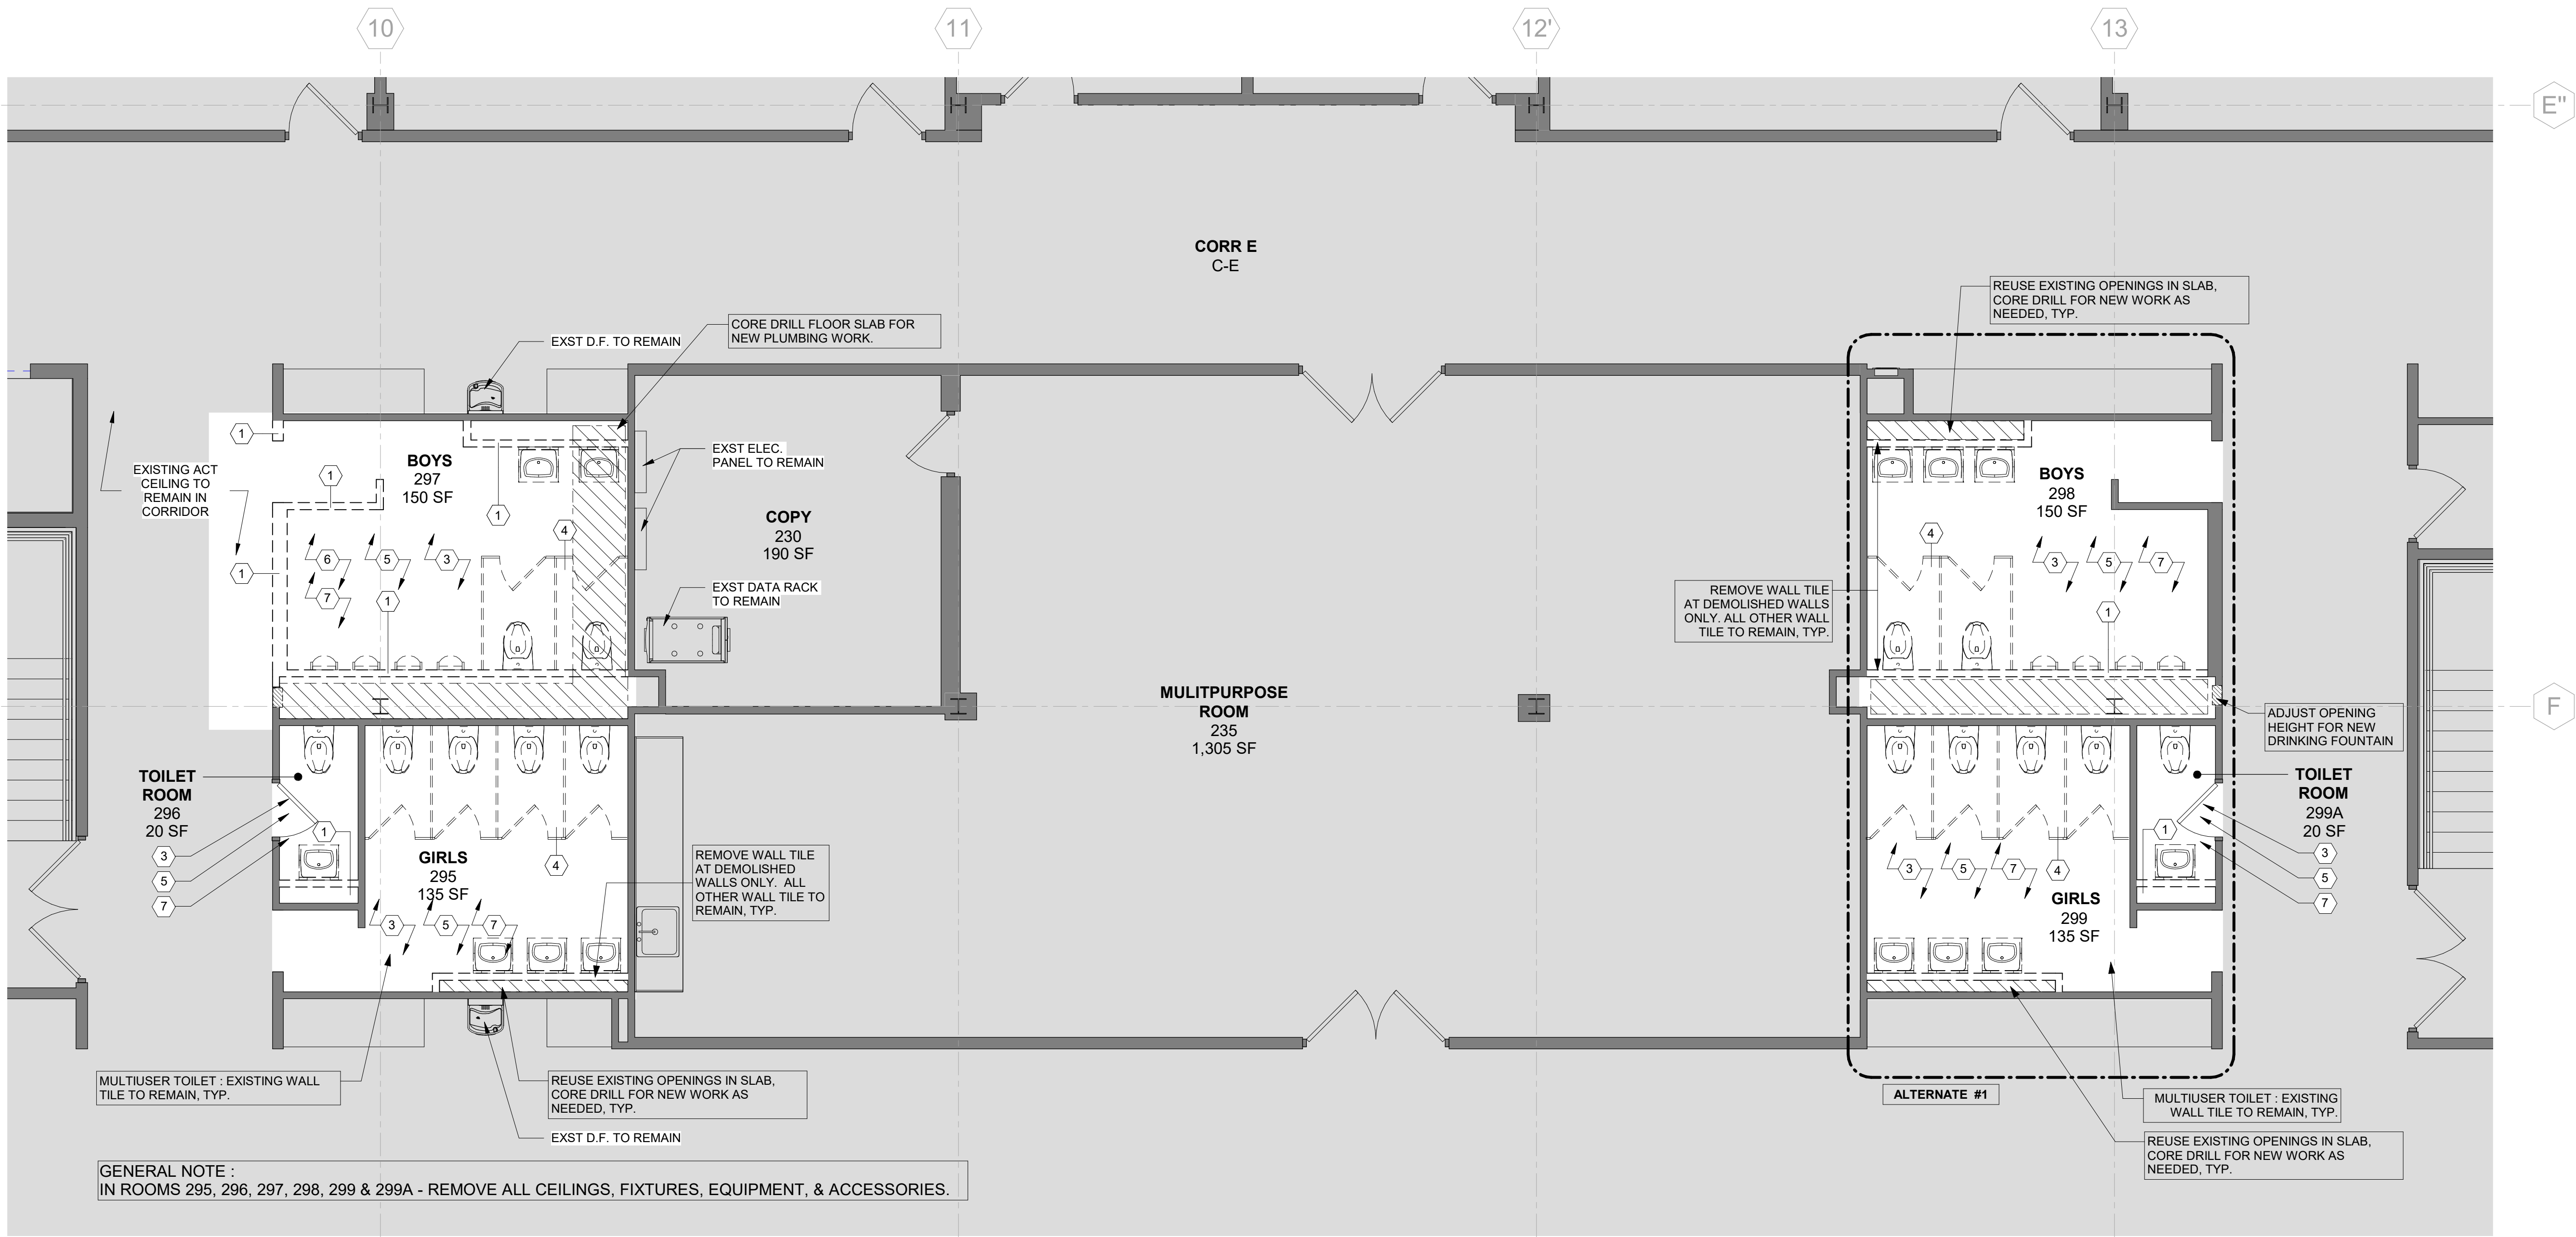 10
11
12'
13
E"
CORR E
C-E
REUSE EXISTING OPENINGS IN SLAB,
CORE DRILL FOR NEW WORK AS
NEEDED, TYP.
CORE DRILL FLOOR SLAB FOR
NEW PLUMBING WORK.
EXST D.F. TO REMAIN
1
EXISTING ACT
CEILING TO
REMAIN IN
CORRIDOR
1
BOYS
297
150 SF
1
1
4
6
5
3
7
1
EXST ELEC.
PANEL TO REMAIN
COPY
230
190 SF
EXST DATA RACK
TO REMAIN
BOYS
298
150 SF
4
3
5
7
1
REMOVE WALL TILE
AT DEMOLISHED WALLS
ONLY. ALL OTHER WALL
TILE TO REMAIN, TYP.
MULITPURPOSE
ROOM
235
1,305 SF
F
ADJUST OPENING
HEIGHT FOR NEW
DRINKING FOUNTAIN
TOILET
ROOM
296
20 SF
3
5
7
1
GIRLS
295
135 SF
4
3
5
7
REMOVE WALL TILE
AT DEMOLISHED
WALLS ONLY. ALL
OTHER WALL TILE TO
REMAIN, TYP.
TOILET
ROOM
299A
20 SF
3
5
7
1
3
5
7
4
GIRLS
299
135 SF
MULTIUSER TOILET : EXISTING WALL
TILE TO REMAIN, TYP.
REUSE EXISTING OPENINGS IN SLAB,
CORE DRILL FOR NEW WORK AS
NEEDED, TYP.
EXST D.F. TO REMAIN
ALTERNATE #1
MULTIUSER TOILET : EXISTING
WALL TILE TO REMAIN, TYP.
REUSE EXISTING OPENINGS IN SLAB,
CORE DRILL FOR NEW WORK AS
NEEDED, TYP.
GENERAL NOTE :
IN ROOMS 295, 296, 297, 298, 299 & 299A - REMOVE ALL CEILINGS, FIXTURES, EQUIPMENT, & ACCESSORIES.